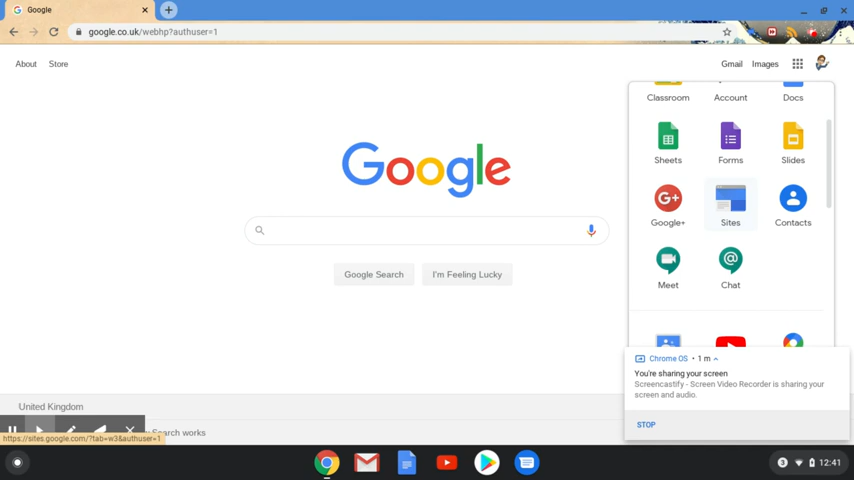 Google
google.co.uk/webhp?authuser=1
About
Store
Gmail
Images
Classroom
Account
Docs
Sheets
Forms
Slides
G+
Google+
Sites
Contacts
Meet
Chat
Google
Google Search
I'm Feeling Lucky
Chrome OS • 1 m
You're sharing your screen
Screencastify - Screen Video Recorder is sharing your
screen and audio.
STOP
United Kingdom
Search works
https://sites.google.com/?tab=w3&authuser=1
3
12:41